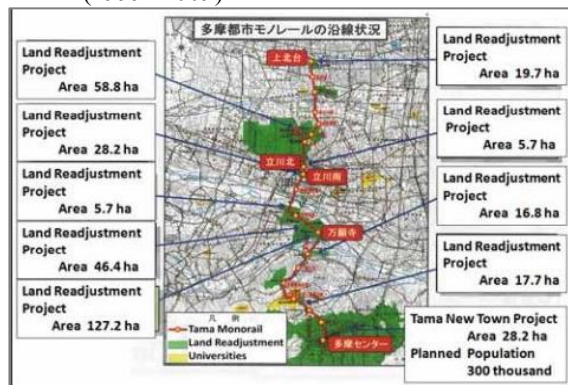 多摩都市モノレールの沿線状況
Land Readjustment
Project
Area 58.8 ha
Land Readjustment
Project
Area 28.2 ha
Land Readjustment
Project
Area 5.7 ha
Land Readjustment
Project
Area 46.4 ha
Land Readjustment
Project
Area 127.2 ha
上北台
立川北
立川南
万願寺
多摩センター
凡 例
Tama Monorail
Land Readjustment
Universities
Land Readjustment
Project
Area 19.7 ha
Land Readjustment
Project
Area 5.7 ha
Land Readjustment
Project
Area 16.8 ha
Land Readjustment
Project
Area 17.7 ha
Tama New Town Project
Area 28.2 ha
Planned Population
300 thousand